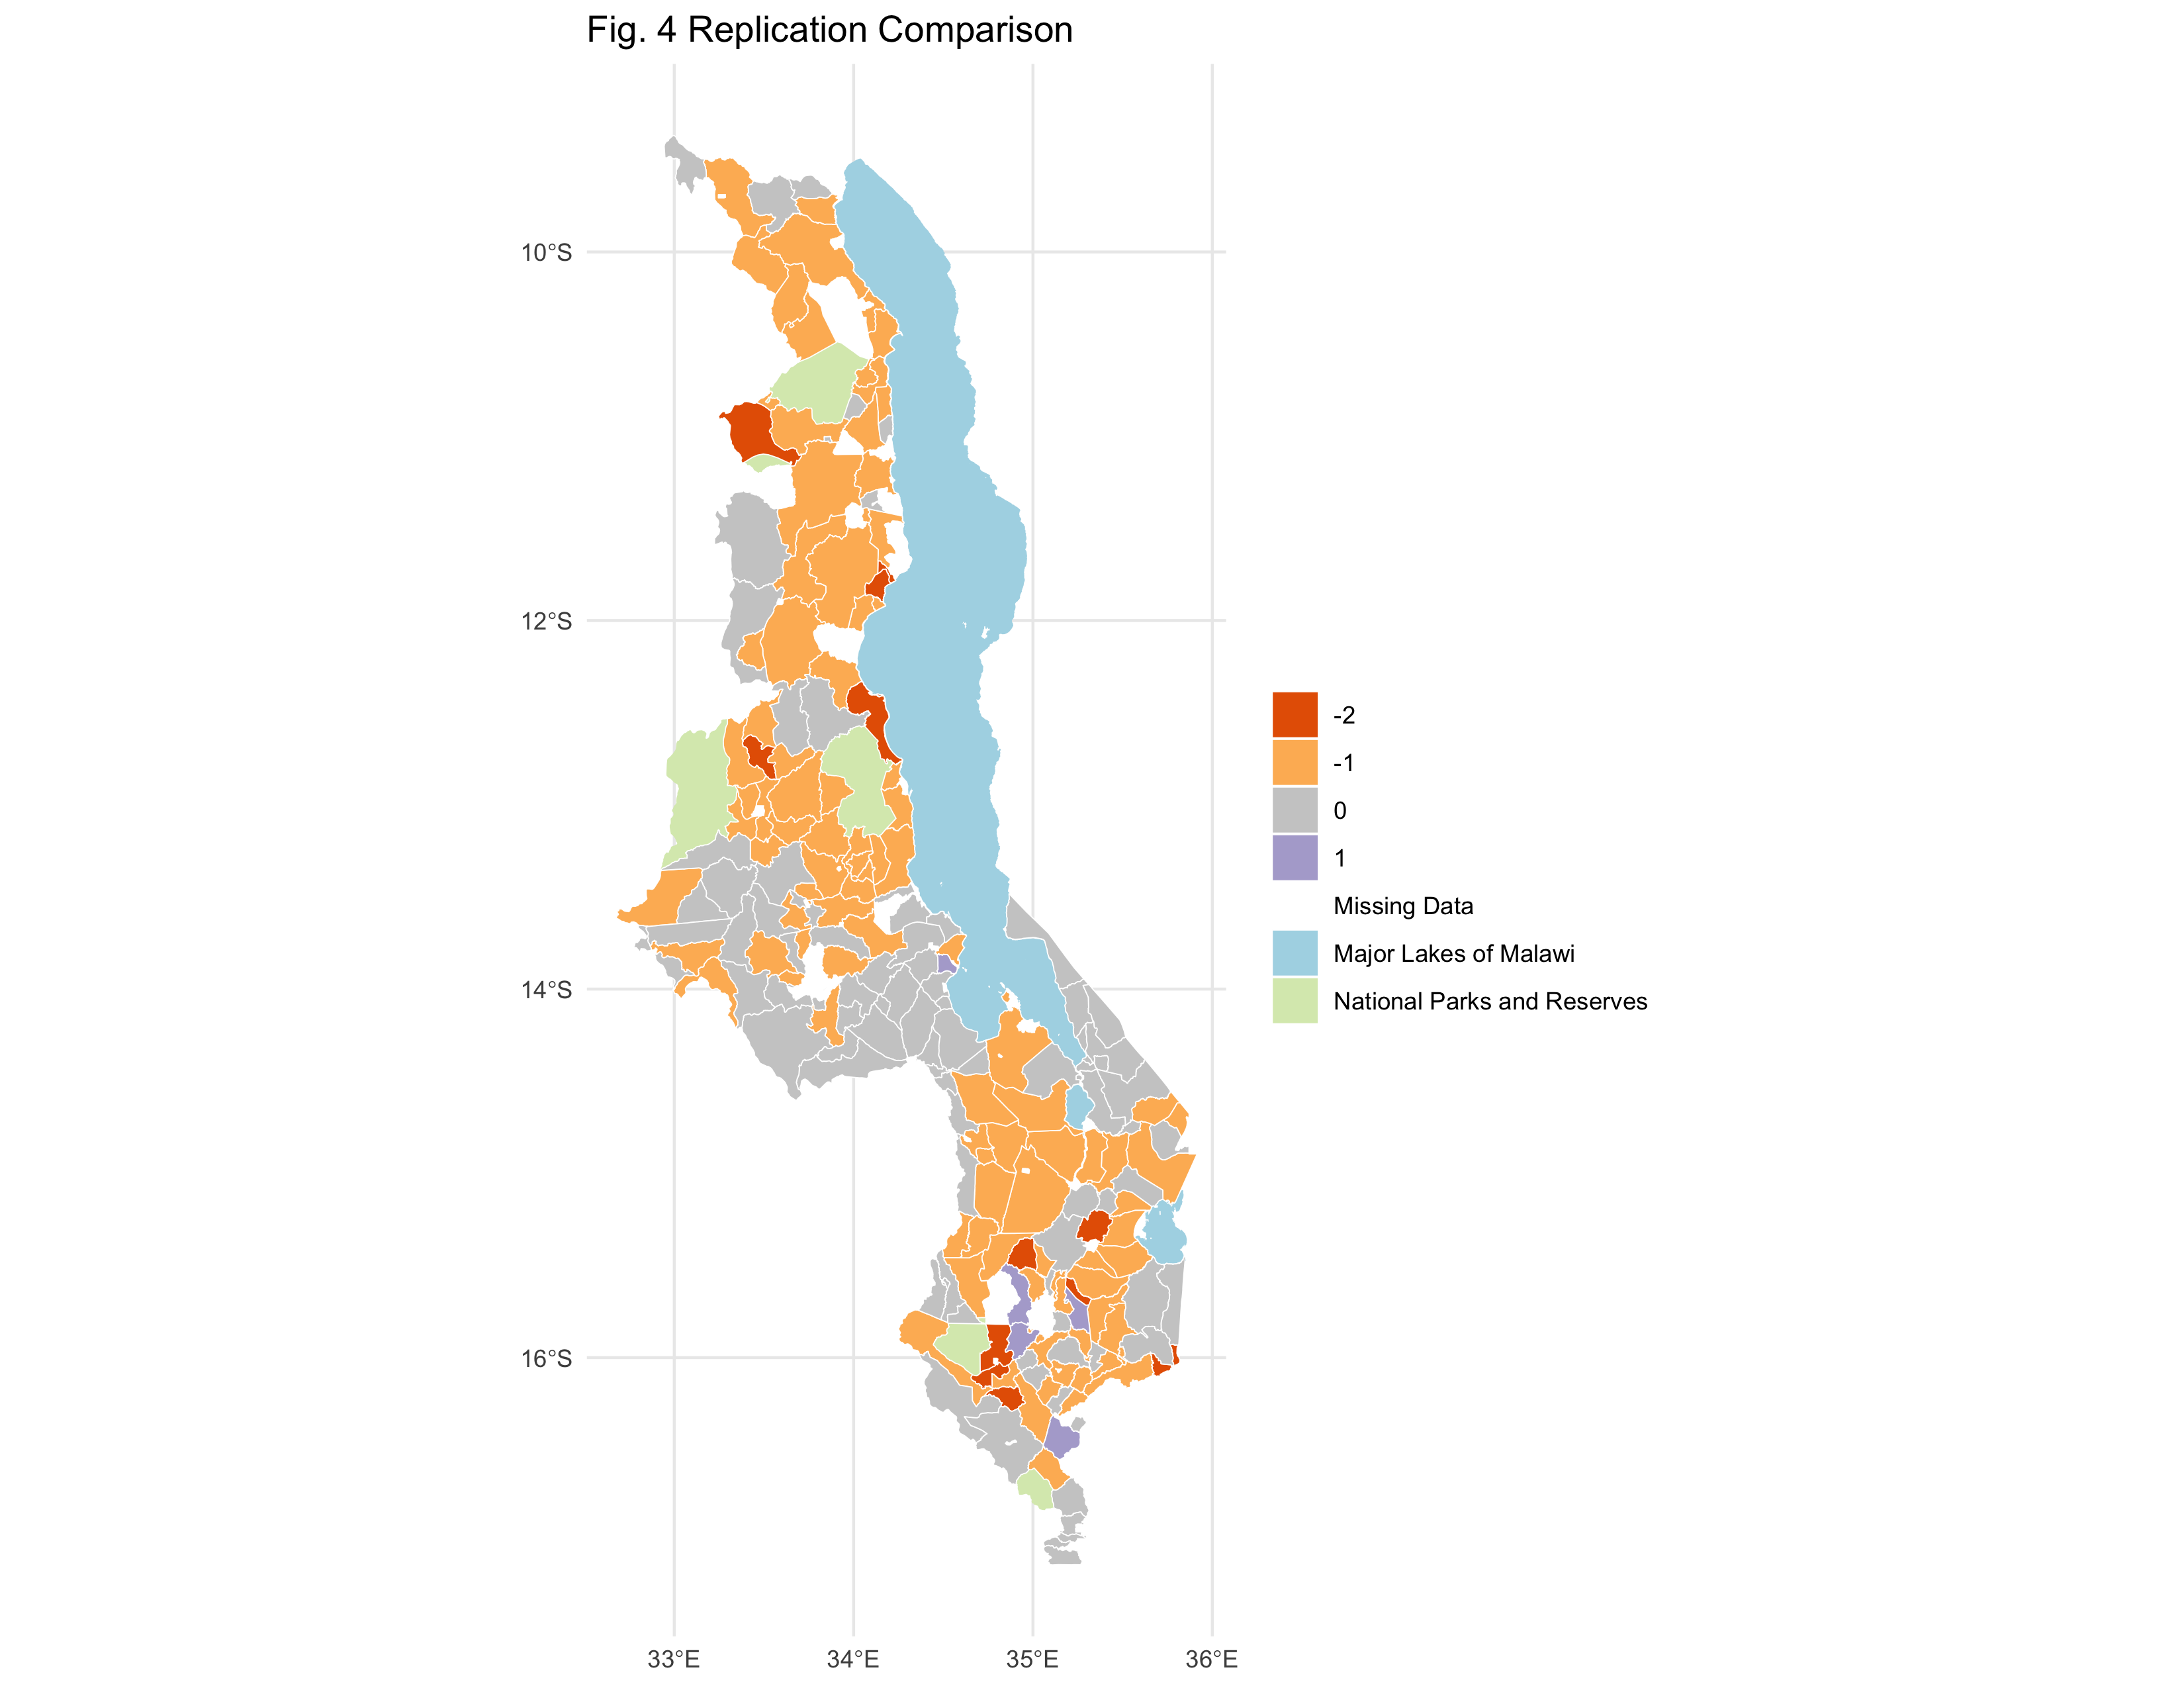 Fig. 4 Replication Comparison
10°S
12°S
14°S
16°S
33°E
34°E
35°E
36°E
-2
-1
0
1
Missing Data
Major Lakes of Malawi
National Parks and Reserves